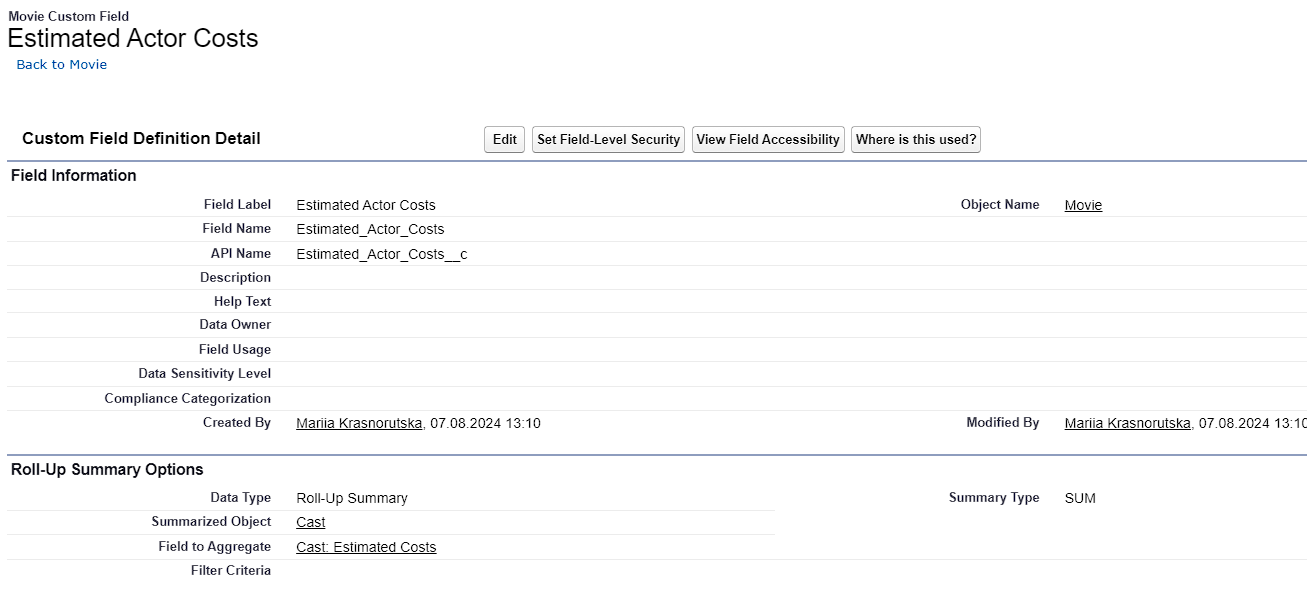 Movie Custom Field
Estimated Actor Costs
Back to Movie
Custom Field Definition Detail Edit Set Field-Level Security View Field Accessibility Where is this used?
Field Information
Field Label Estimated Actor Costs Object Name Movie
Field Name Estimated_Actor_Costs
API Name Estimated_Actor_Costs__c
Description
Help Text
Data Owner
Field Usage
Data Sensitivity Level
Compliance Categorization
Created By Mariia Krasnorutska, 07.08.2024 13:10 Modified By Mariia Krasnorutska, 07.08.2024 13:10
Roll-Up Summary Options
Data Type Roll-Up Summary Summary Type SUM
Summarized Object Cast
Field to Aggregate Cast: Estimated Costs
Filter Criteria